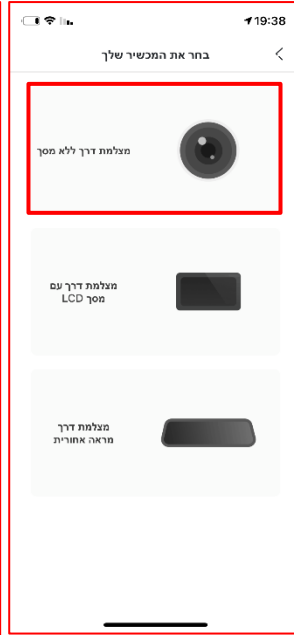 19:38
בחר את המכשיר שלך
מצלמת דרך ללא מסך
מצלמת דרך עם
מסך LCD
מצלמת דרך
מראה אחורית